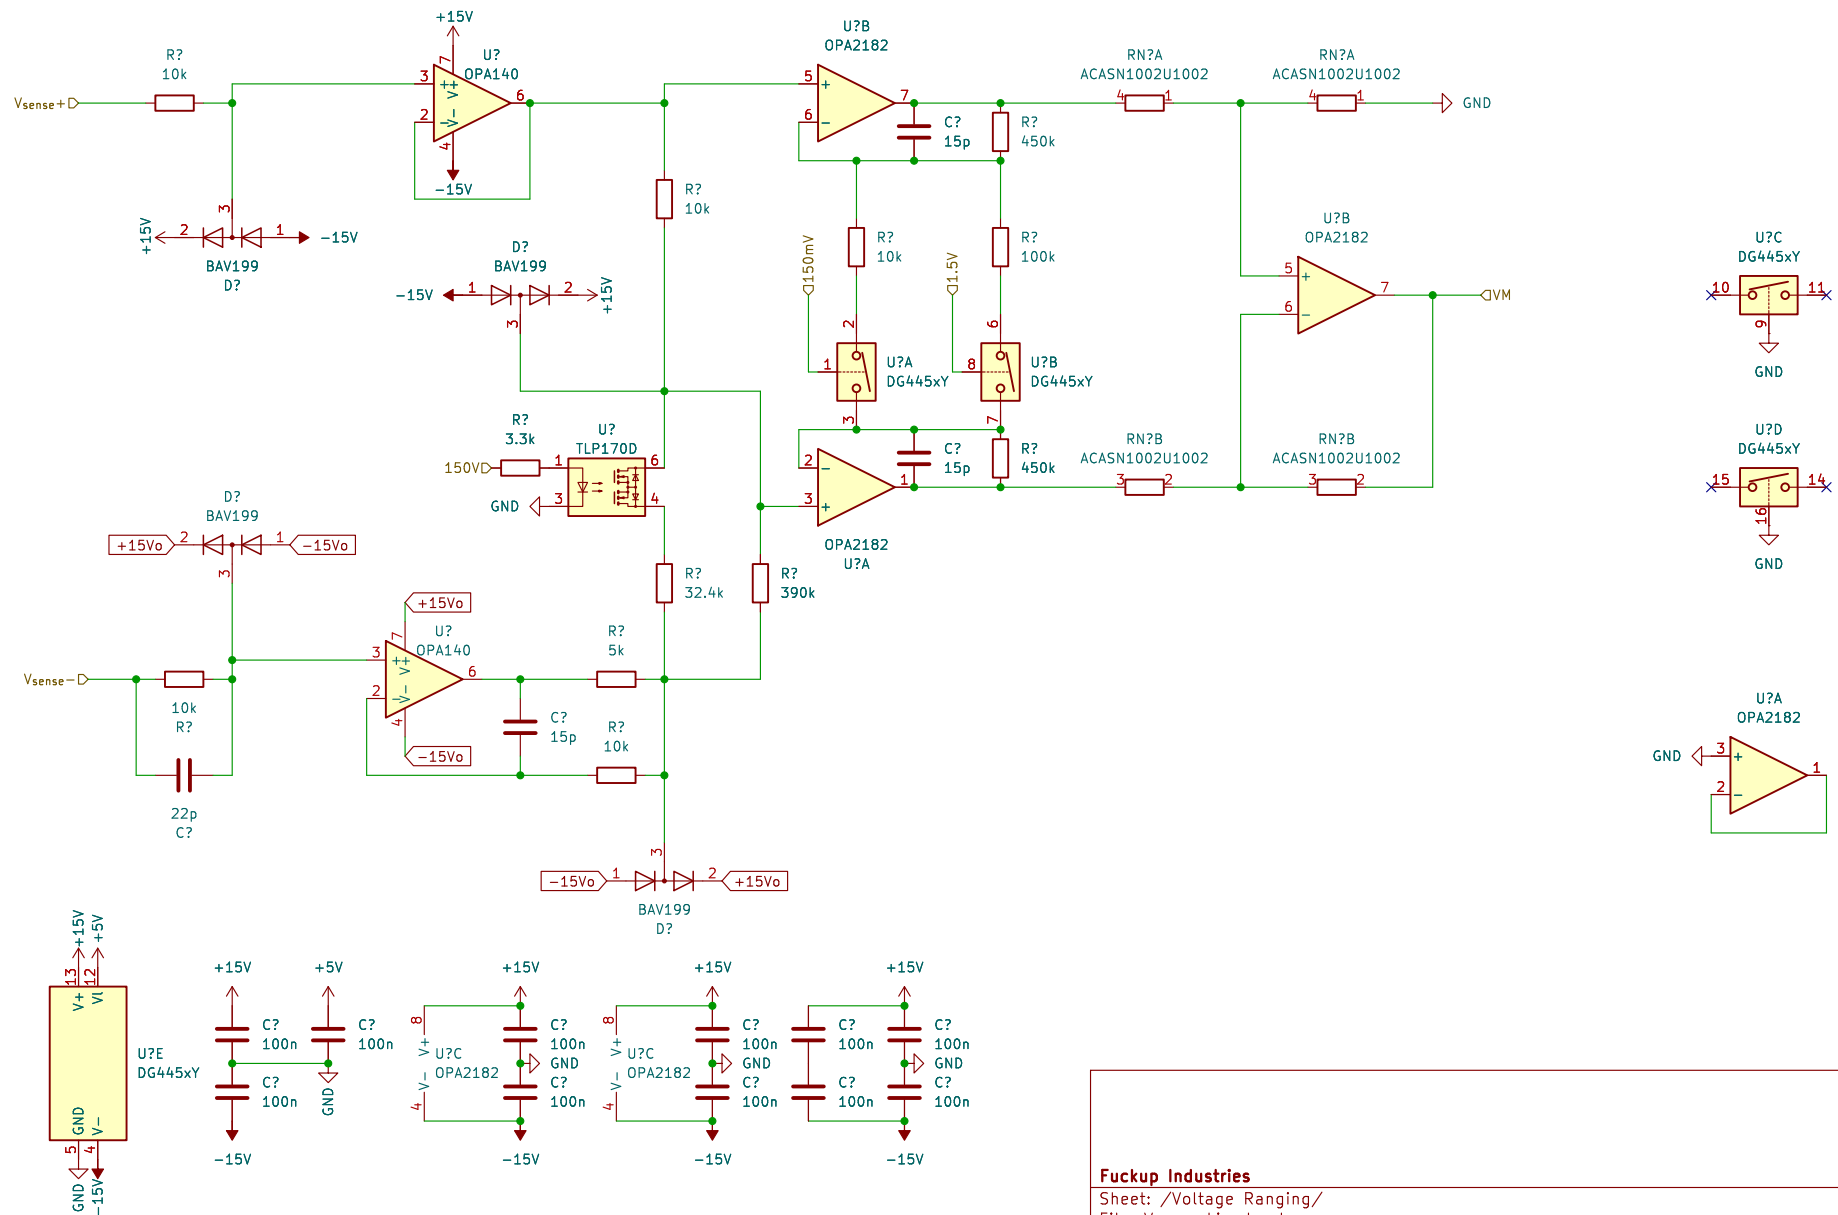 +15V
U?B
OPA2182
R?
10k
U?
OPA140
RN?A
ACASN1002U1002
RN?A
ACASN1002U1002
7
3
+
V+
5
+
Vsense+
6
7
4
1
4
1
GND
2
−
V-
6
−
C?
15p
R?
450k
4
-15V
R?
10k
3
+15V
2
1
-15V
BAV199
D?
D?
BAV199
-15V
1
2
+15V
3
150mV
R?
10k
1.5V
R?
100k
U?B
OPA2182
5
+
7
VM
6
−
U?C
DG445xY
10
11
9
GND
2
6
1
U?A
DG445xY
8
U?B
DG445xY
3
7
R?
3.3k
U?
TLP170D
150V
1
6
GND
3
4
2
−
1
3
+
C?
15p
R?
450k
OPA2182
U?A
RN?B
ACASN1002U1002
RN?B
ACASN1002U1002
3
2
3
2
U?D
DG445xY
15
14
16
GND
D?
BAV199
+15Vo
2
1
-15Vo
3
R?
32.4k
R?
390k
+15Vo
7
U?
OPA140
3
+
V+
6
2
−
V-
4
-15Vo
R?
5k
Vsense-
10k
R?
C?
15p
R?
10k
22p
C?
U?A
OPA2182
GND
3
+
1
2
−
3
-15Vo
1
2
+15Vo
BAV199
D?
+15V
+5V
13
12
V+
Vl
U?E
DG445xY
GND
V-
5
4
GND
-15V
+15V
+5V
C?
100n
C?
100n
C?
100n
GND
-15V
+15V
8
V+
U?C
OPA2182
V-
4
C?
100n
GND
C?
100n
-15V
+15V
8
V+
U?C
OPA2182
V-
4
C?
100n
GND
C?
100n
-15V
+15V
C?
100n
C?
100n
GND
C?
100n
C?
100n
-15V
Fuckup Industries
Sheet: /Voltage Ranging/